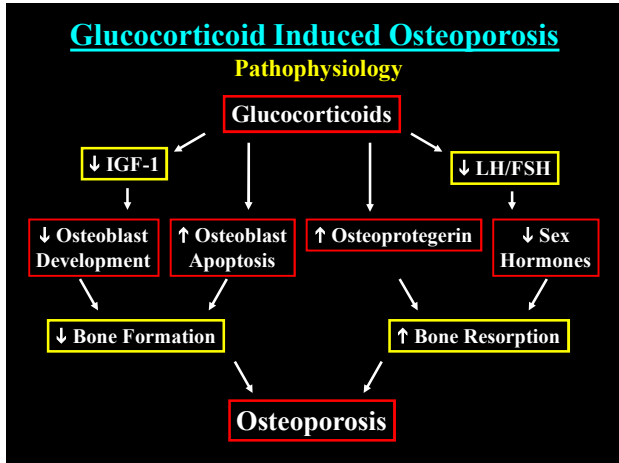 Glucocorticoid Induced Osteoporosis
Pathophysiology
Glucocorticoids
↓ IGF-1
↓ LH/FSH
↓ Osteoblast
Development
↑ Osteoblast
Apoptosis
↑ Osteoprotegerin
↓ Sex
Hormones
↓ Bone Formation
↑ Bone Resorption
Osteoporosis